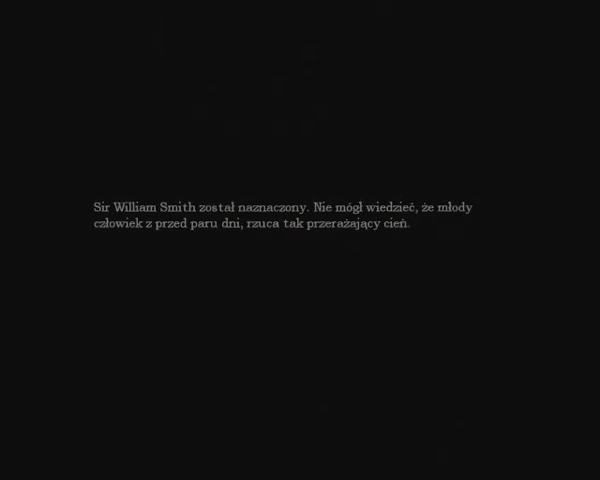 Sir William Smith został naznaczony. Nie mógł wiedzieć, że młody
człowiek z przed paru dni, rzuca tak przerażający cień.